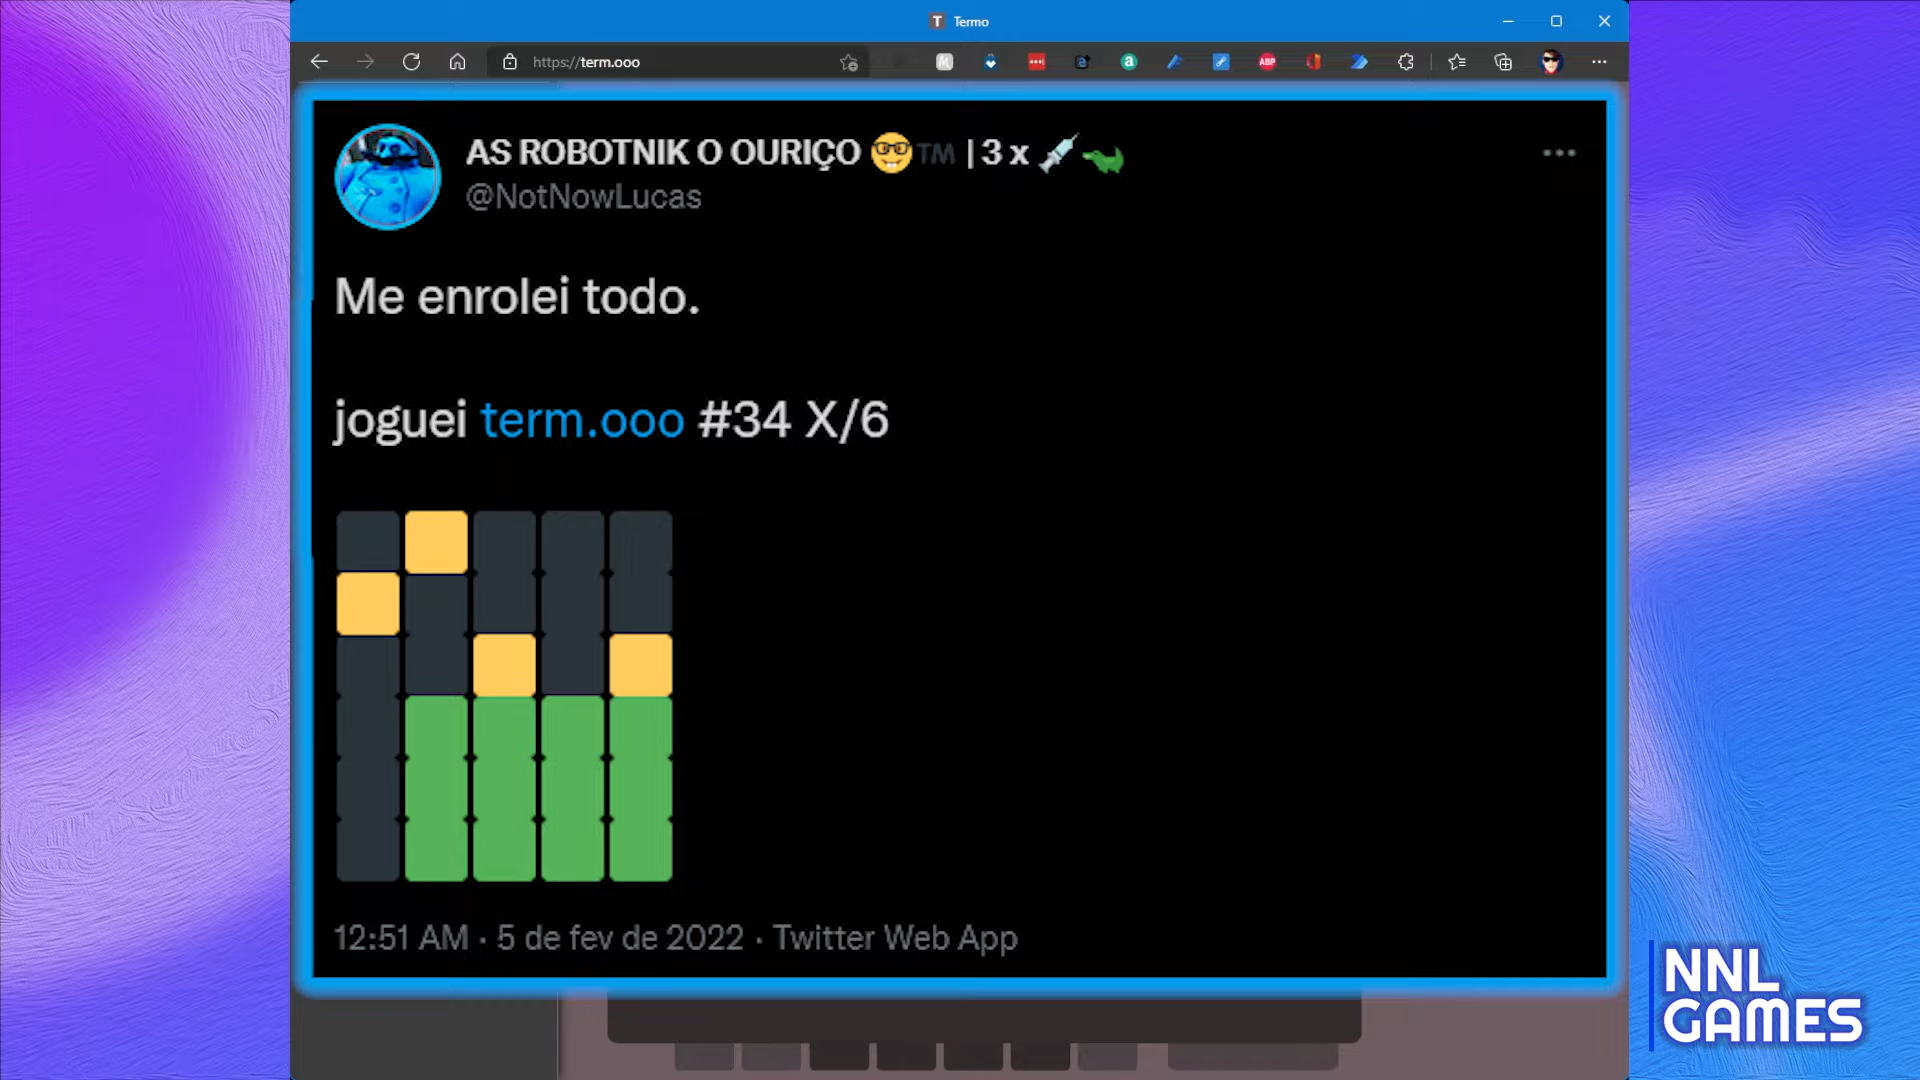 Termo
https://term.ooo
ABP
AS ROBOTNIK O OURIÇO 🤓™ | 3 x 💉🐊
@NotNowLucas
Me enrolei todo.
joguei term.ooo #34 X/6
12:51 AM · 5 de fev de 2022 · Twitter Web App
NNL
GAMES